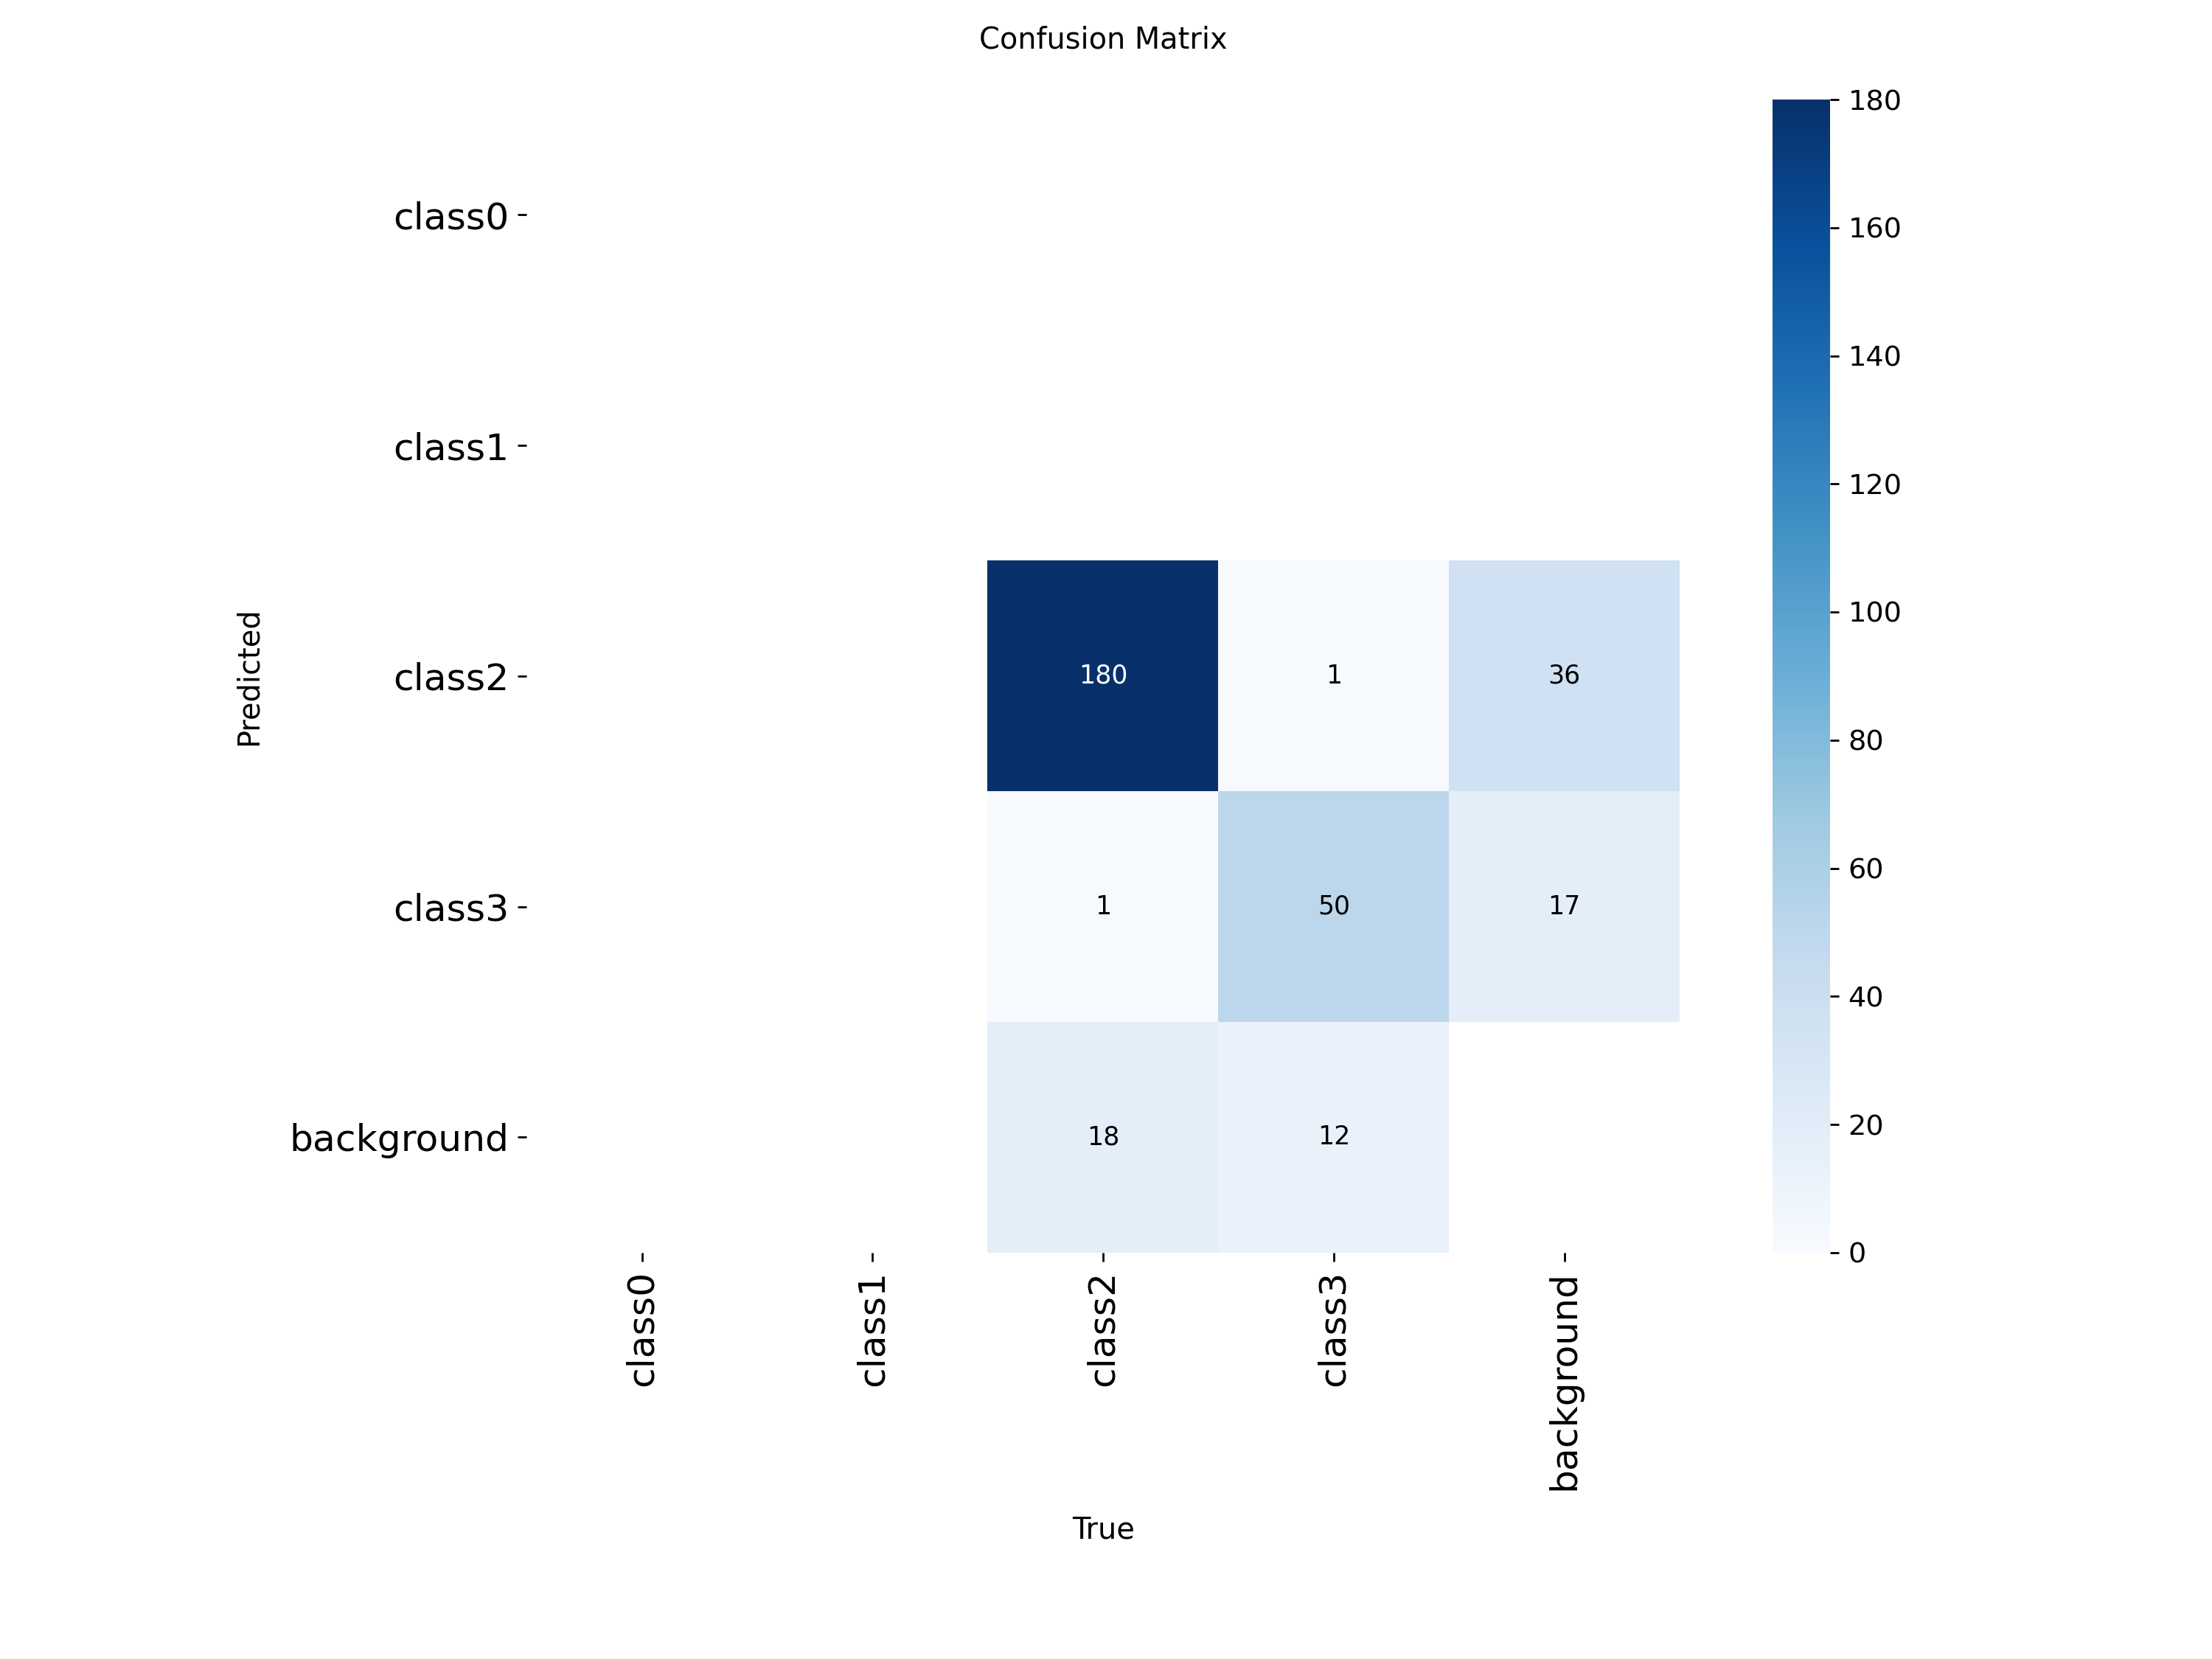 Confusion Matrix
180
160
140
120
100
80
60
40
20
0
Predicted
class0
class1
class2
class3
background
180 1 36
1 50 17
18 12
class0
class1
class2
class3
background
True